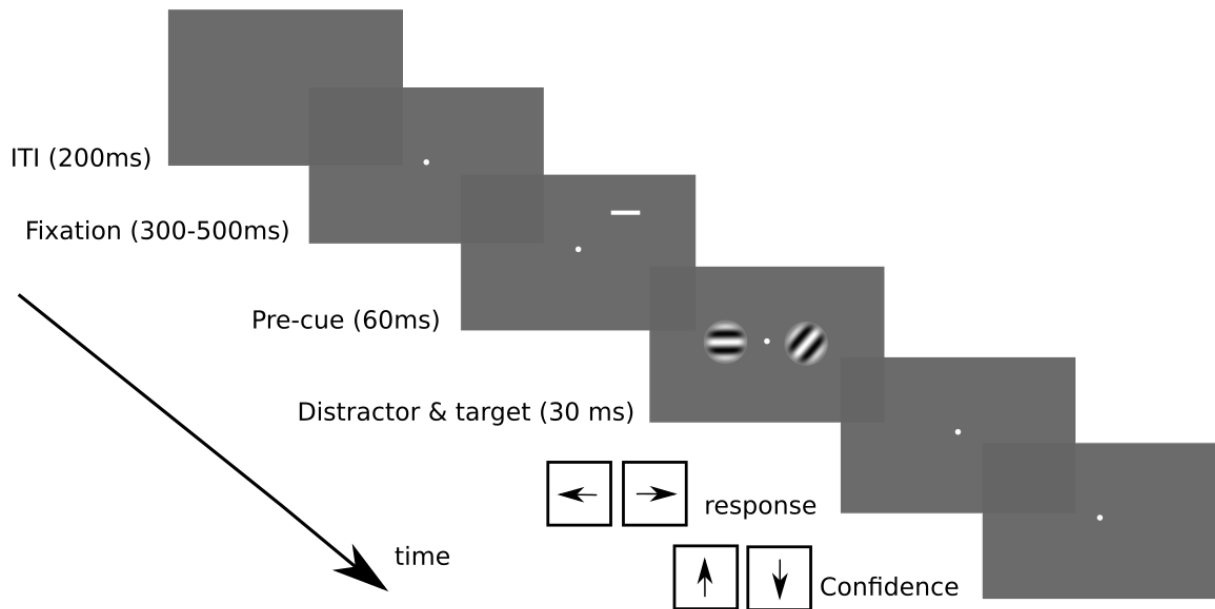 ITI (200ms)
Fixation (300-500ms)
Pre-cue (60ms)
Distractor & target (30 ms)
response
time
Confidence